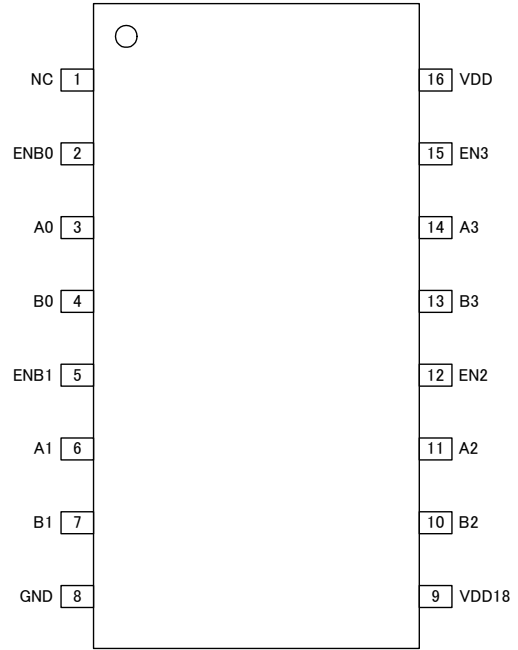 NC 1 16 VDD
ENB0 2 15 EN3
A0 3 14 A3
B0 4 13 B3
ENB1 5 12 EN2
A1 6 11 A2
B1 7 10 B2
GND 8 9 VDD18